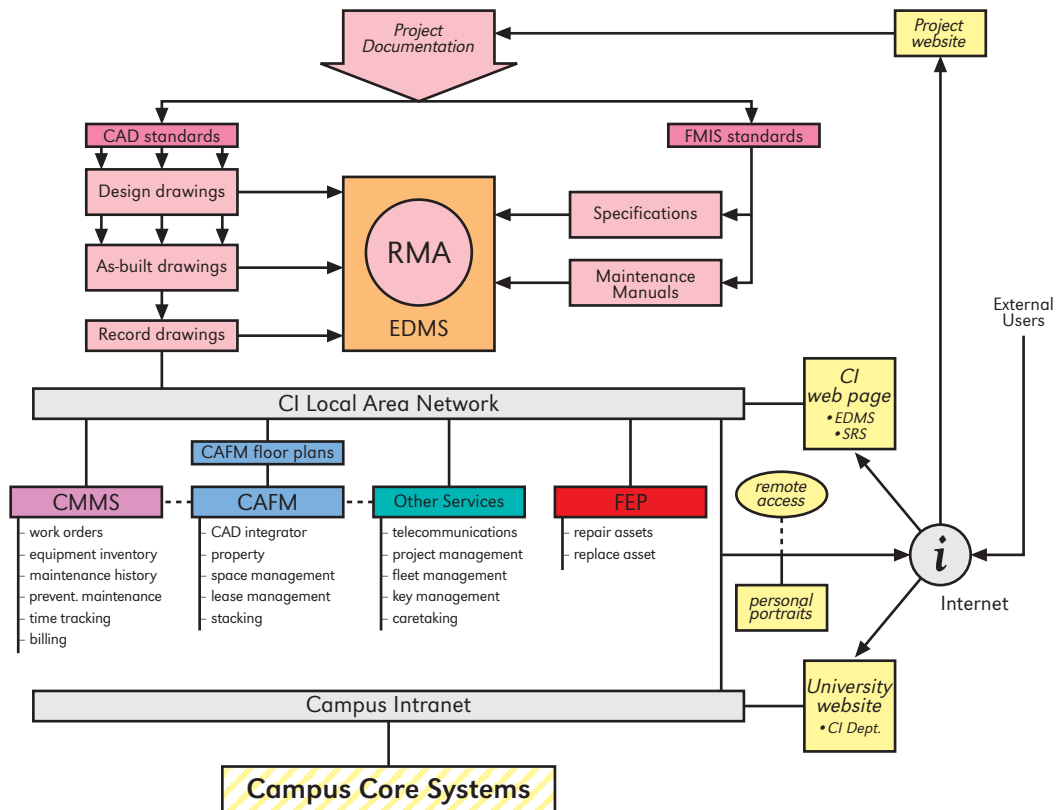 Project
Documentation
Project
website
CAD standards
FMIS standards
Design drawings
As-built drawings
Record drawings
RMA
EDMS
Specifications
Maintenance
Manuals
External
Users
CI Local Area Network
CI
web page
• EDMS
• SRS
CAFM floor plans
CMMS
work orders
equipment inventory
maintenance history
prevent. maintenance
time tracking
billing
CAFM
CAD integrator
property
space management
lease management
stacking
Other Services
telecommunications
project management
fleet management
key management
caretaking
FEP
repair assets
replace asset
remote
access
personal
portraits
i
Internet
University
website
• CI Dept.
Campus Intranet
Campus Core Systems